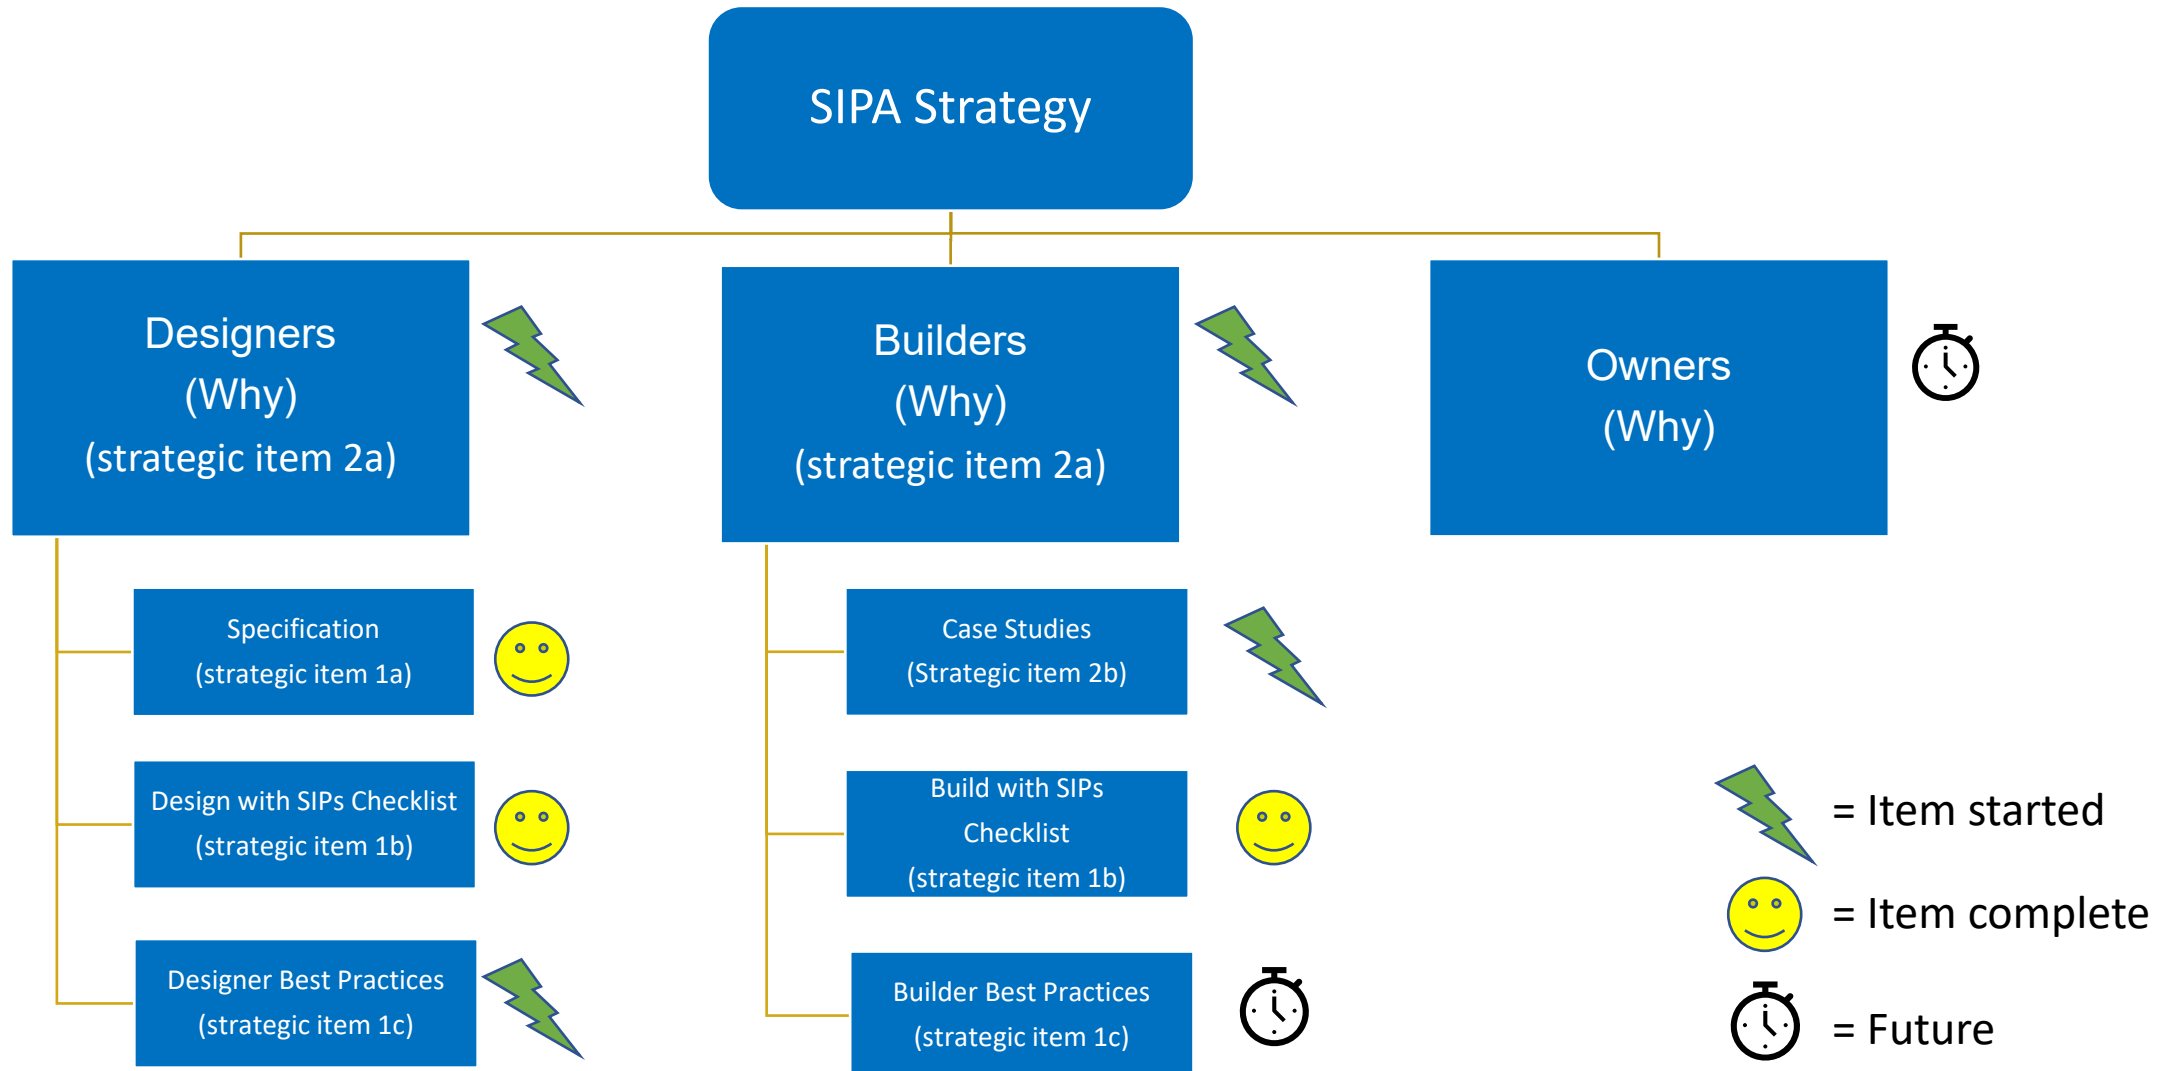 SIPA Strategy
Designers
(Why)
(strategic item 2a)
Builders
(Why)
(strategic item 2a)
Owners
(Why)
Specification
(strategic item 1a)
Design with SIPs Checklist
(strategic item 1b)
Designer Best Practices
(strategic item 1c)
Case Studies
(Strategic item 2b)
Build with SIPs
Checklist
(strategic item 1b)
Builder Best Practices
(strategic item 1c)
= Item started
= Item complete
= Future